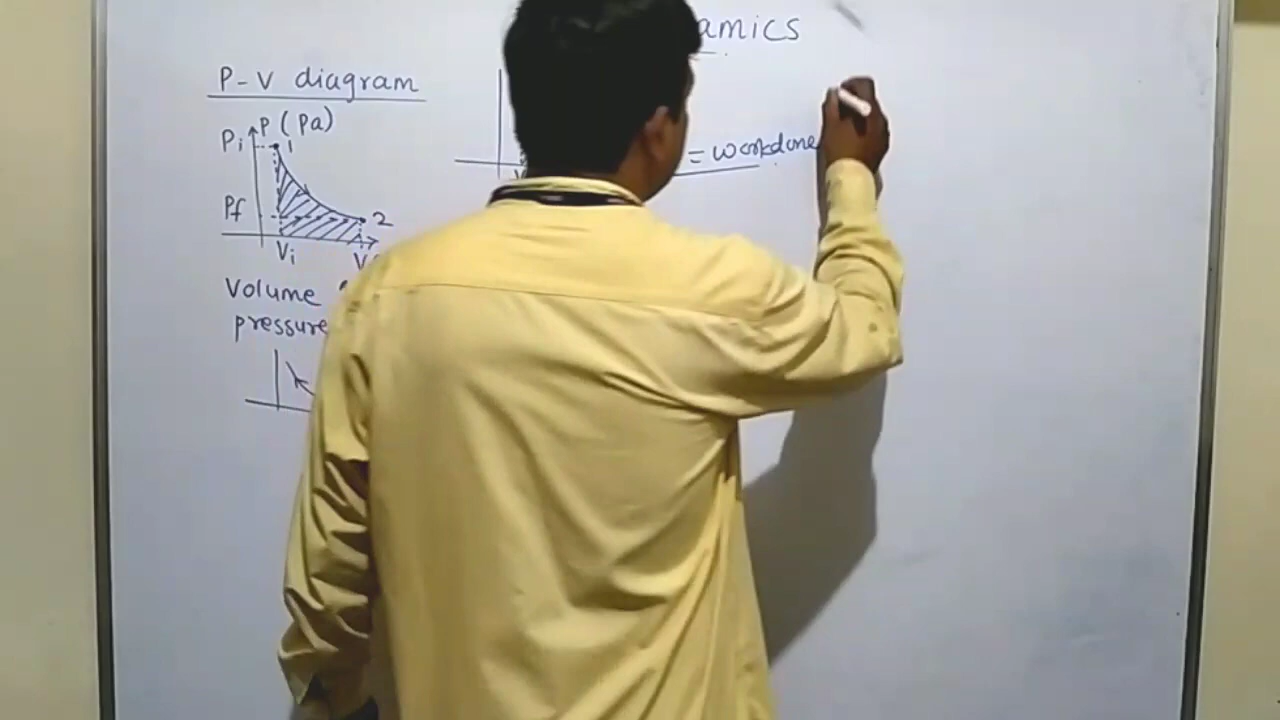 amics
P-V diagram
P (Pa)
Pi
1
= workdone
Pf
2
Vi
V
Volume
pressure